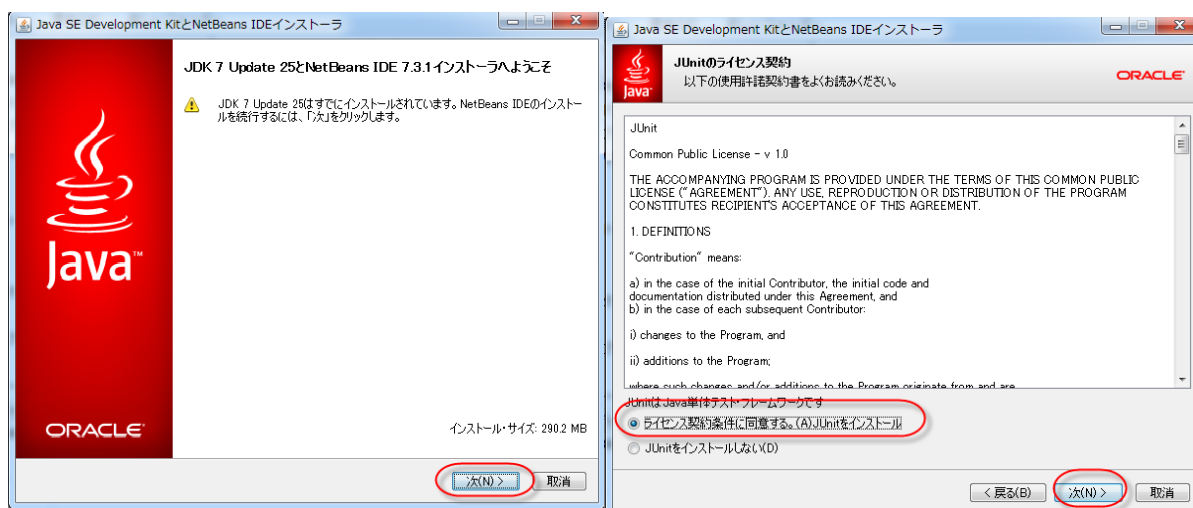 Java SE Development KitとNetBeans IDEインストーラ
JDK 7 Update 25とNetBeans IDE 7.3.1インストーラへようこそ
JDK 7 Update 25はすでにインストールされています。NetBeans IDEのインストー
ルを続行するには、「次」をクリックします。
Java™
ORACLE
インストール・サイズ: 290.2 MB
次(N) >
取消
Java SE Development KitとNetBeans IDEインストーラ
Java
JUnitのライセンス契約
以下の使用許諾契約書をよくお読みください。
ORACLE
JUnit
Common Public License - v 1.0
THE ACCOMPANYING PROGRAM IS PROVIDED UNDER THE TERMS OF THIS COMMON PUBLIC
LICENSE ("AGREEMENT"). ANY USE, REPRODUCTION OR DISTRIBUTION OF THE PROGRAM
CONSTITUTES RECIPIENT'S ACCEPTANCE OF THIS AGREEMENT.
1. DEFINITIONS
"Contribution" means:
a) in the case of the initial Contributor, the initial code and
documentation distributed under this Agreement, and
b) in the case of each subsequent Contributor:
i) changes to the Program, and
ii) additions to the Program;
where such changes and/or additions to the Program originate from and are
JUnitは Java単体テスト・フレームワークです
ライセンス契約条件に同意する。(A)JUnitをインストール
JUnitをインストールしない(D)
< 戻る(B)
次(N) >
取消